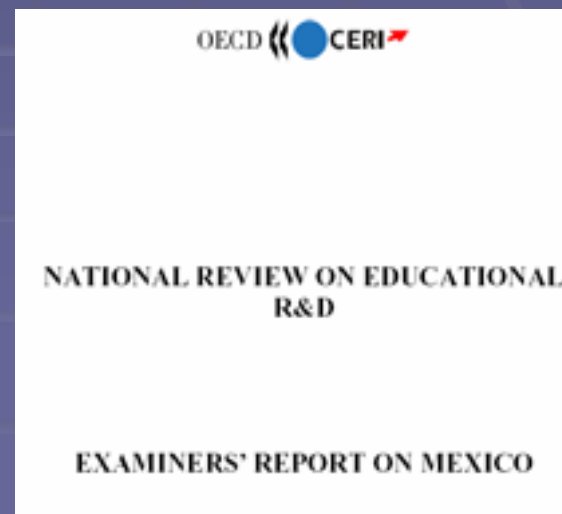 OECD CERI
NATIONAL REVIEW ON EDUCATIONAL
R&D
EXAMINERS' REPORT ON MEXICO